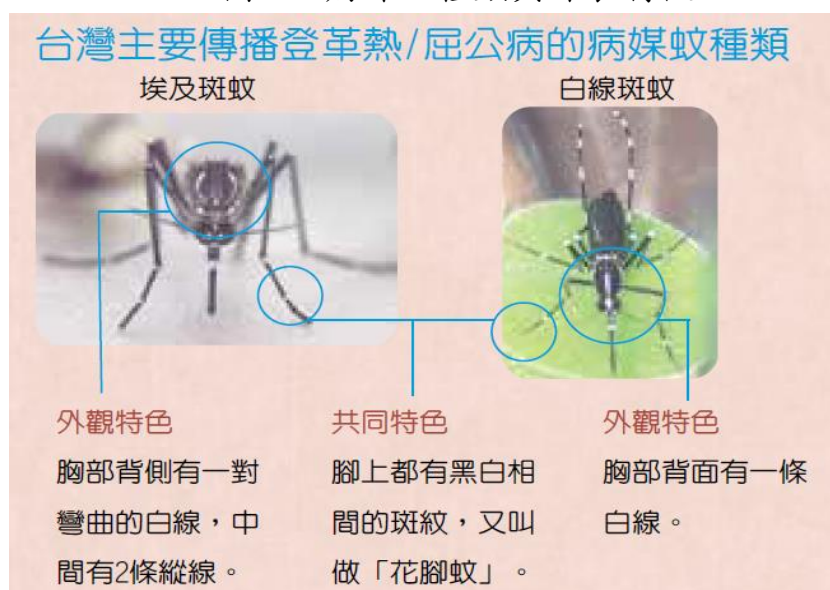 台灣主要傳播登革熱/屈公病的病媒蚊種類
埃及斑蚊
白線斑蚊
外觀特色
胸部背側有一對
彎曲的白線，中
間有2條縱線。
共同特色
腳上都有黑白相
間的斑紋，又叫
做「花腳蚊」。
外觀特色
胸部背面有一條
白線。